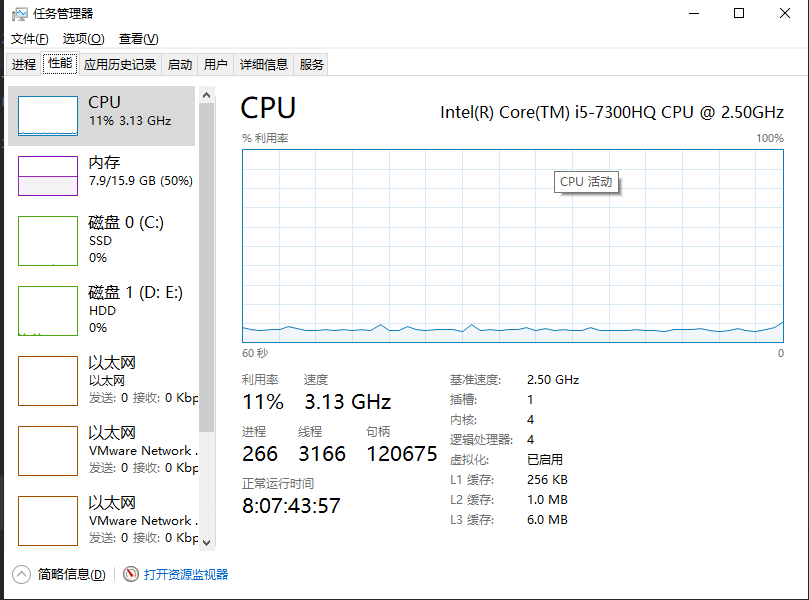 任务管理器
文件(F) 选项(O) 查看(V)
进程 性能 应用历史记录 启动 用户 详细信息 服务
CPU
11% 3.13 GHz
内存
7.9/15.9 GB (50%)
磁盘 0 (C:)
SSD
0%
磁盘 1 (D: E:)
HDD
0%
以太网
以太网
发送: 0 接收: 0 Kbp
以太网
VMware Network .
发送: 0 接收: 0 Kbp
以太网
VMware Network .
发送: 0 接收: 0 Kbp
CPU
Intel(R) Core(TM) i5-7300HQ CPU @ 2.50GHz
% 利用率 100%
CPU 活动
60 秒 0
利用率 速度
11% 3.13 GHz
进程 线程 句柄
266 3166 120675
正常运行时间
8:07:43:57
基准速度: 2.50 GHz
插槽: 1
内核: 4
逻辑处理器: 4
虚拟化: 已启用
L1 缓存: 256 KB
L2 缓存: 1.0 MB
L3 缓存: 6.0 MB
简略信息(D) 打开资源监视器